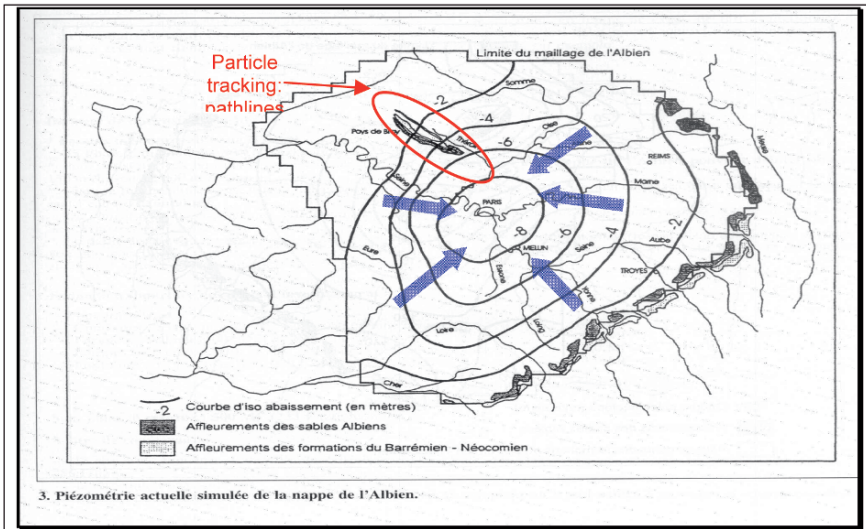 Particle
tracking:
pathlines
Limite du maillage de l'Albien
Somme
-2
-4
Oise
Pays de Bray
Thérain
-6
Aisne
Meuse
REIMS
Seine
Marne
PARIS
-8
-6
-4
-2
Eure
MELUN
Seine
Aube
Essonne
TROYES
Yonne
Loing
Loire
Cher
-2 Courbe d'iso abaissement (en mètres)
Affleurements des sables Albiens
Affleurements des formations du Barrémien - Néocomien
3. Piézométrie actuelle simulée de la nappe de l'Albien.